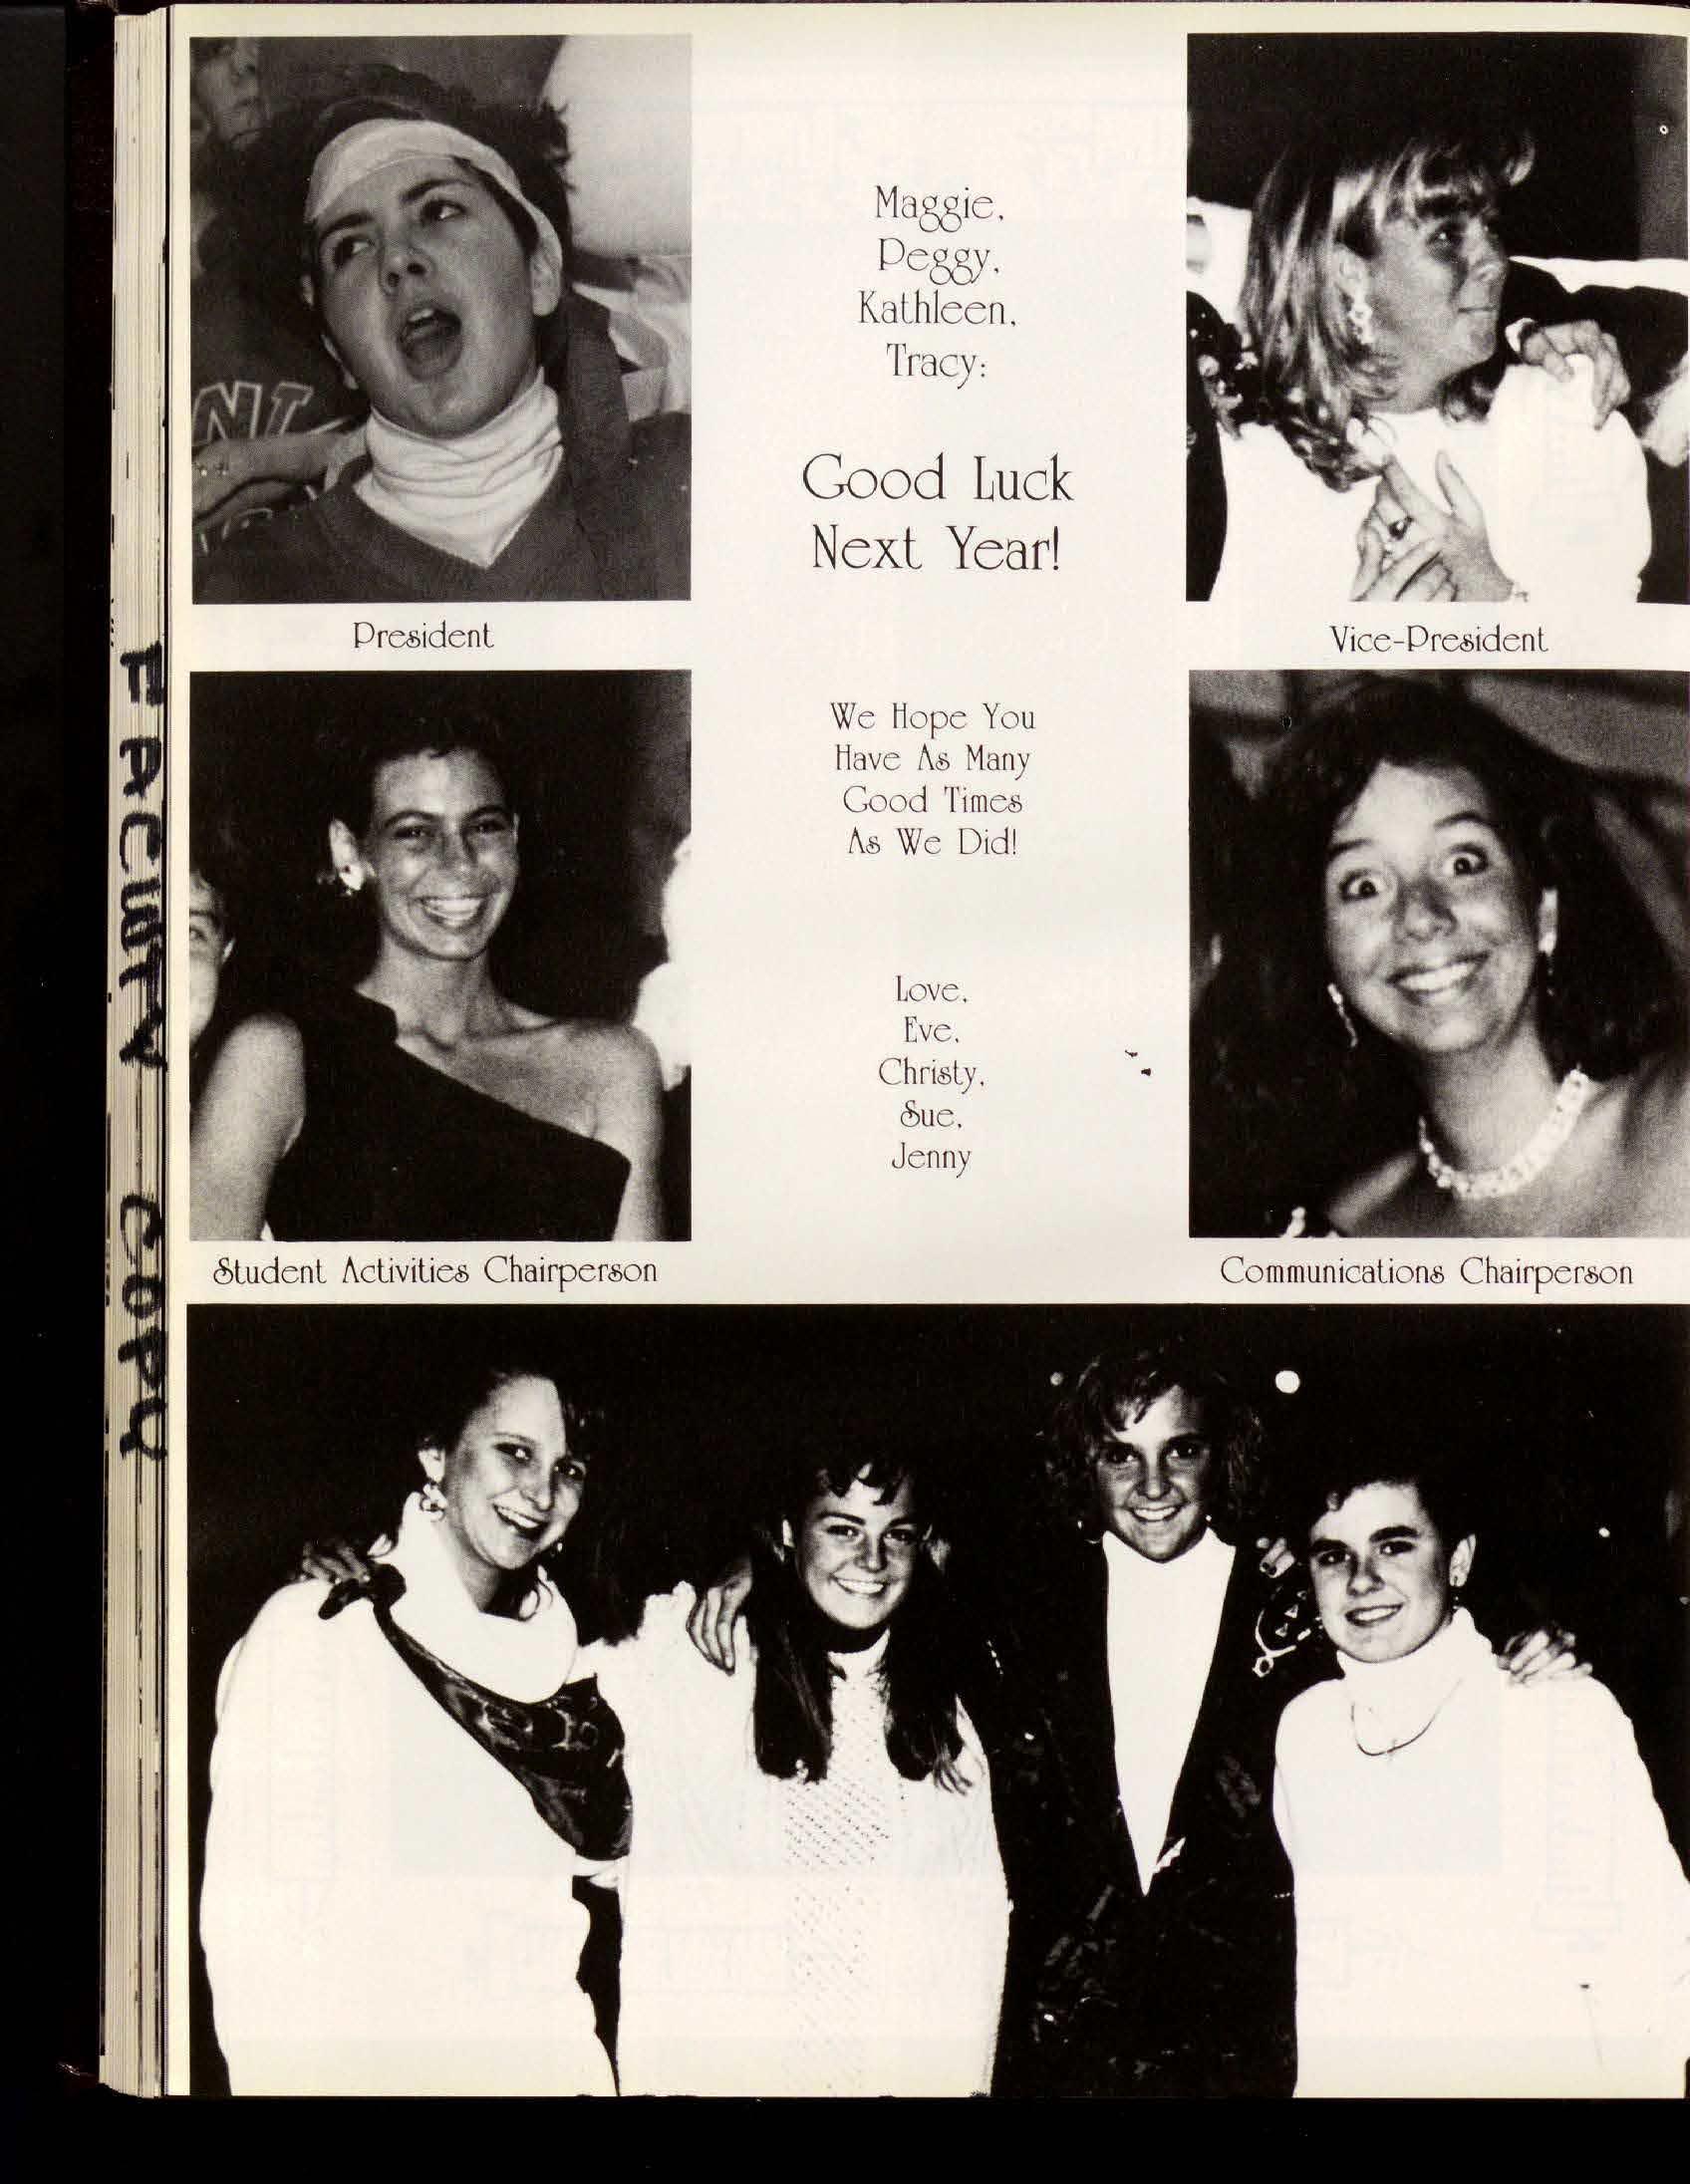 Maggie,
Peggy,
Kathleen,
Tracy:
Good Luck
Next Year!
President
Vice-President
We Hope You
Have As Many
Good Times
As We Did!
Love,
Eve,
Christy,
Sue,
Jenny
Student Activities Chairperson
Communications Chairperson
FACULTY COPY